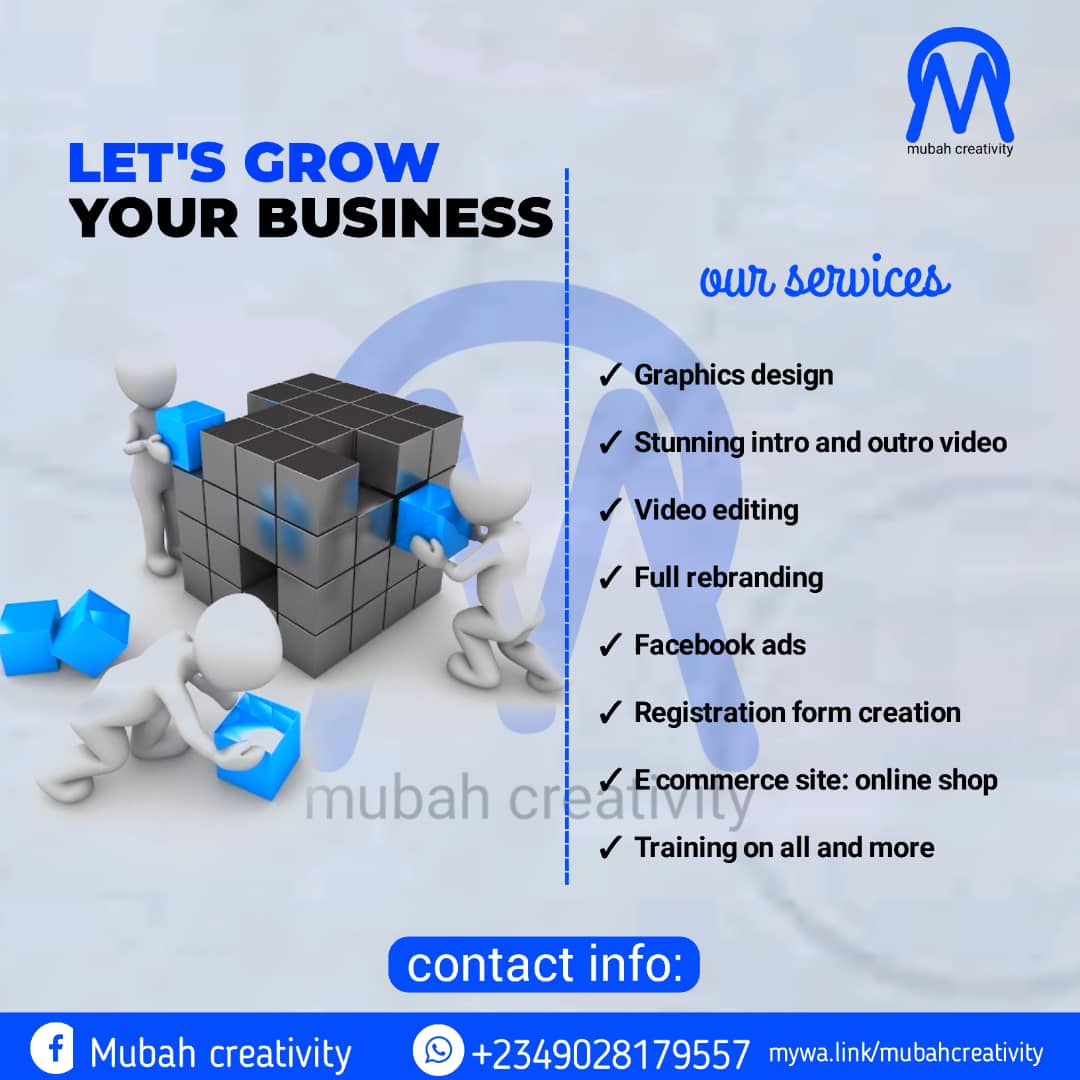 mubah creativity
LET'S GROW
YOUR BUSINESS
our services
✓ Graphics design
✓ Stunning intro and outro video
✓ Video editing
✓ Full rebranding
✓ Facebook ads
✓ Registration form creation
✓ E commerce site: online shop
✓ Training on all and more
mubah creativity
contact info:
Mubah creativity +2349028179557 mywa.link/mubahcreativity